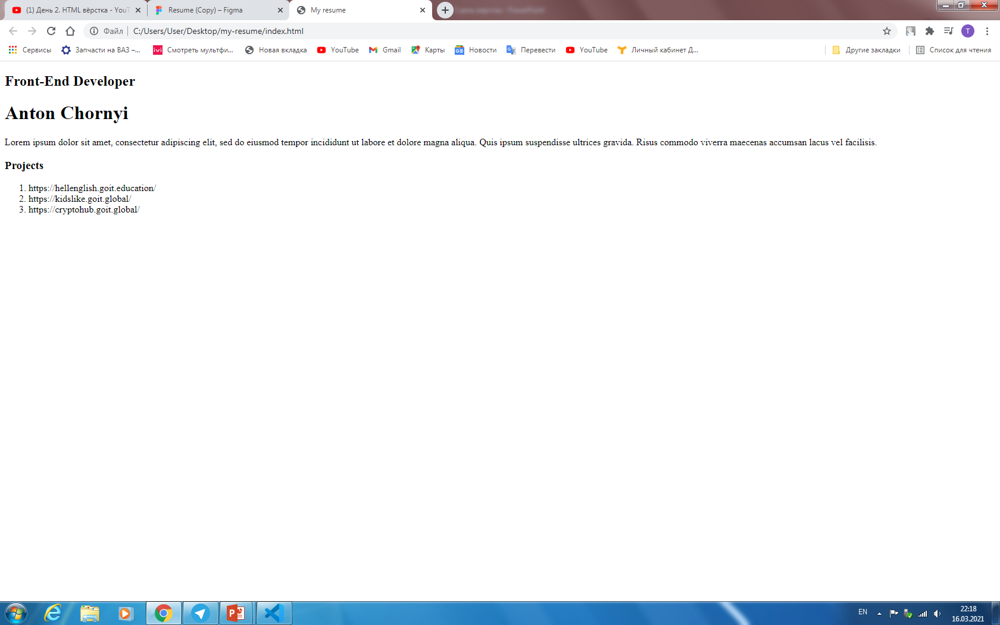 (1) День 2. HTML вёрстка - YouT
Resume (Copy) – Figma
My resume
Файл
C:/Users/User/Desktop/my-resume/index.html
Сервисы
Запчасти на ВАЗ –...
Смотреть мультфи...
Новая вкладка
YouTube
Gmail
Карты
Новости
Перевести
YouTube
Личный кабинет Д...
Другие закладки
Список для чтения
Front-End Developer
Anton Chornyi
Lorem ipsum dolor sit amet, consectetur adipiscing elit, sed do eiusmod tempor incididunt ut labore et dolore magna aliqua. Quis ipsum suspendisse ultrices gravida. Risus commodo viverra maecenas accumsan lacus vel facilisis.
Projects
1. https://hellenglish.goit.education/
2. https://kidslike.goit.global/
3. https://cryptohub.goit.global/
EN
22:18
16.03.2021